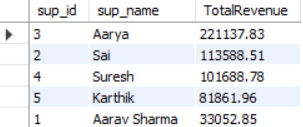 sup_id sup_name TotalRevenue
3 Aarya 221137.83
2 Sai 113588.51
4 Suresh 101688.78
5 Karthik 81861.96
1 Aarav Sharma 33052.85